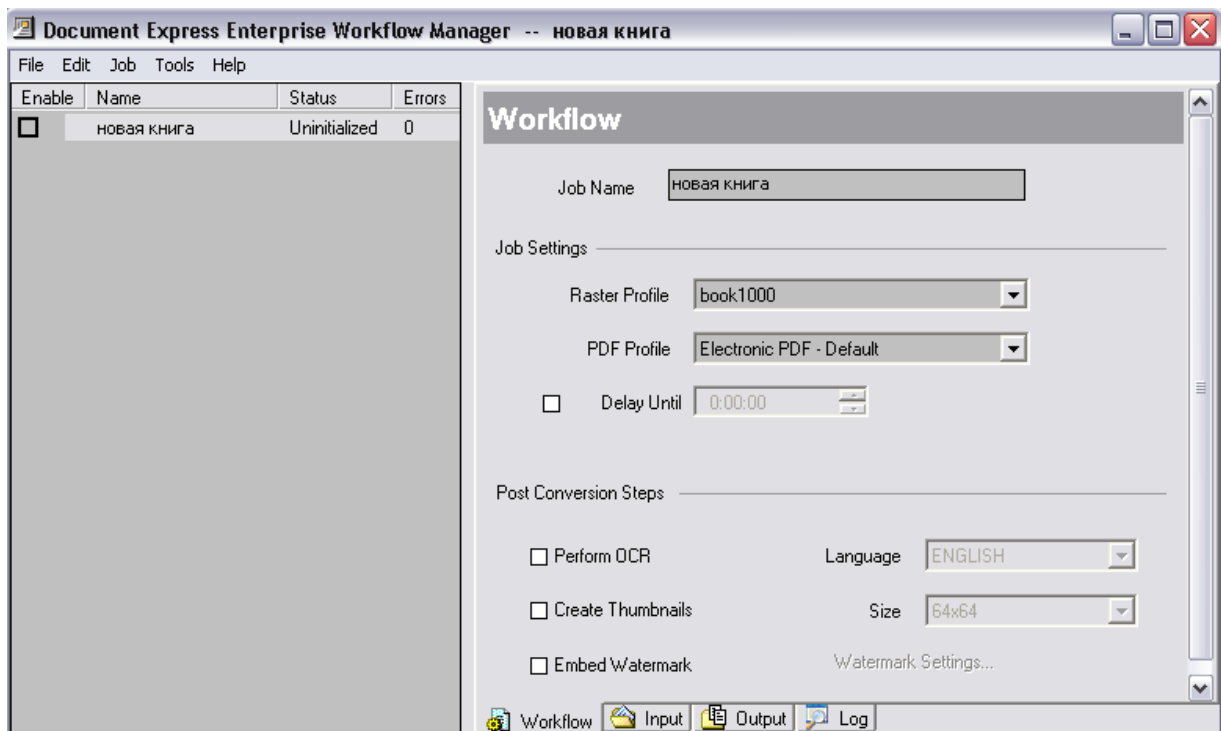 Document Express Enterprise Workflow Manager -- новая книга
File Edit Job Tools Help
Enable Name Status Errors
новая книга Uninitialized 0
Workflow
Job Name новая книга
Job Settings
Raster Profile book1000
PDF Profile Electronic PDF - Default
Delay Until 0:00:00
Post Conversion Steps
Perform OCR Language ENGLISH
Create Thumbnails Size 64x64
Embed Watermark Watermark Settings...
Workflow Input Output Log